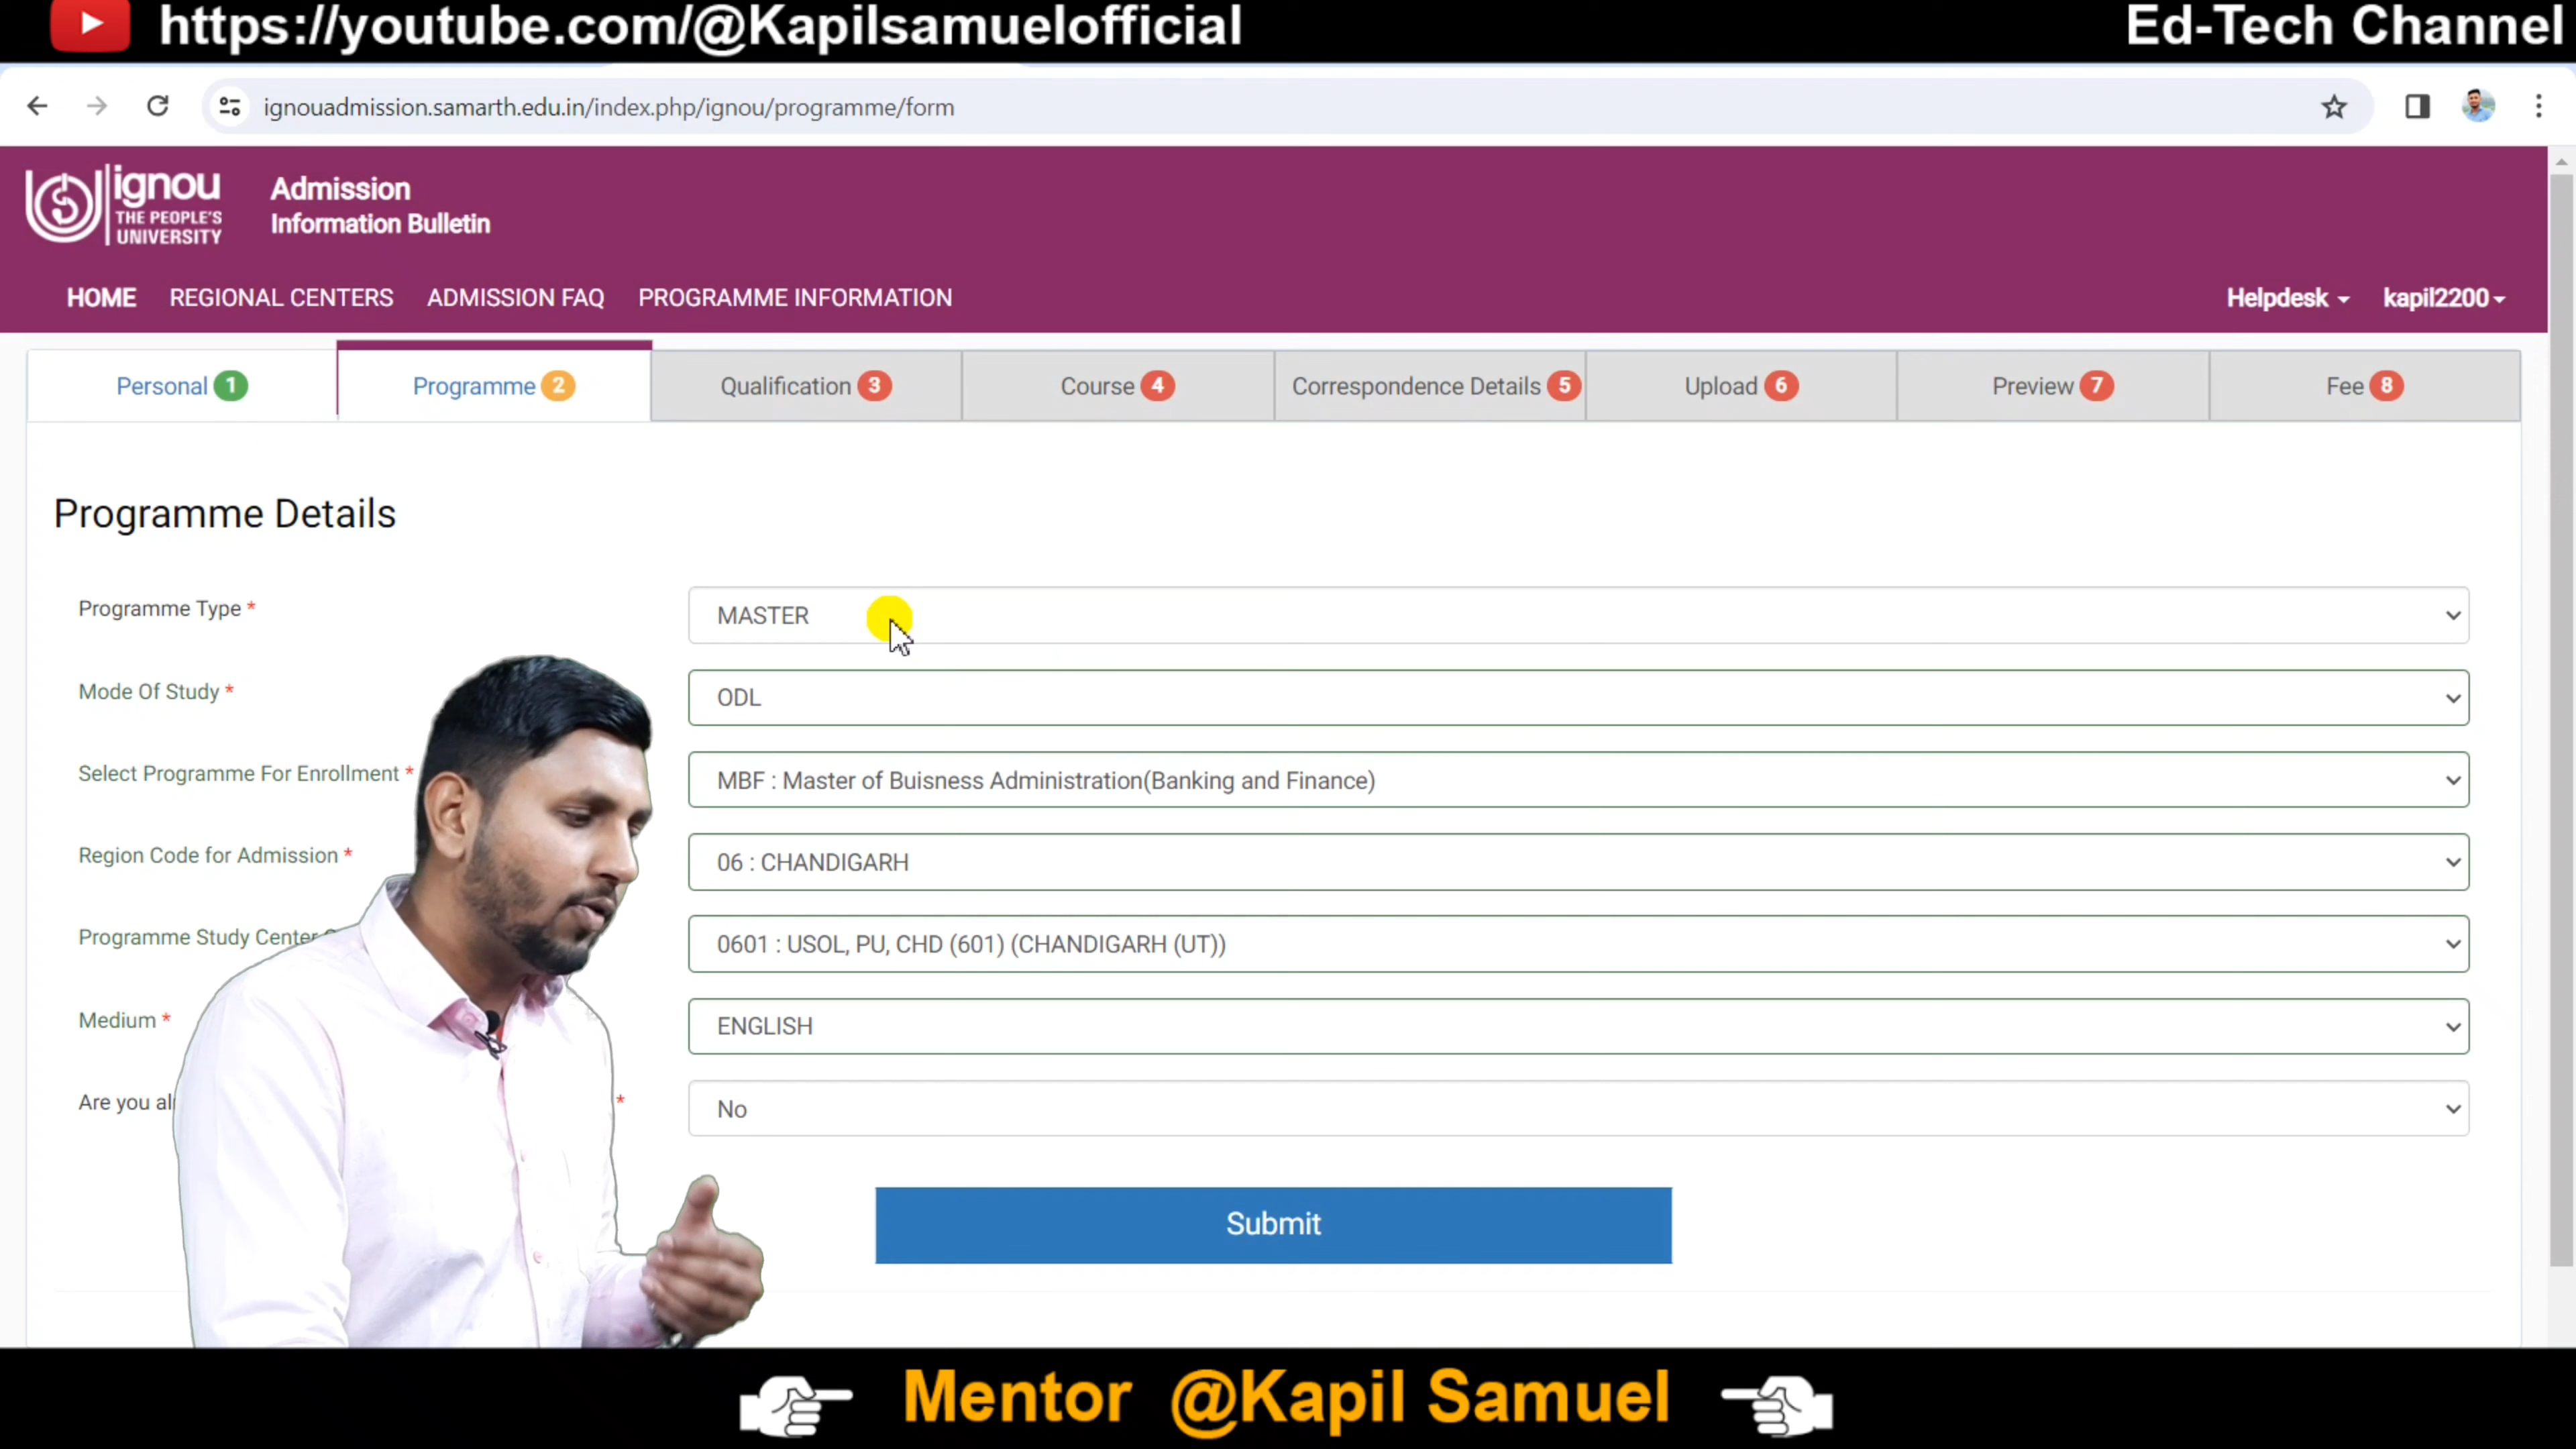 https://youtube.com/@Kapilsamuelofficial
Ed-Tech Channel
ignouadmission.samarth.edu.in/index.php/ignou/programme/form
ignou
THE PEOPLE'S
UNIVERSITY
Admission
Information Bulletin
HOME REGIONAL CENTERS ADMISSION FAQ PROGRAMME INFORMATION Helpdesk kapil2200
Personal 1 Programme 2 Qualification 3 Course 4 Correspondence Details 5 Upload 6 Preview 7 Fee 8
Programme Details
Programme Type * MASTER
Mode Of Study * ODL
Select Programme For Enrollment * MBF : Master of Buisness Administration(Banking and Finance)
Region Code for Admission * 06 : CHANDIGARH
Programme Study Center 0601 : USOL, PU, CHD (601) (CHANDIGARH (UT))
Medium * ENGLISH
Are you * No
Submit
Mentor @Kapil Samuel